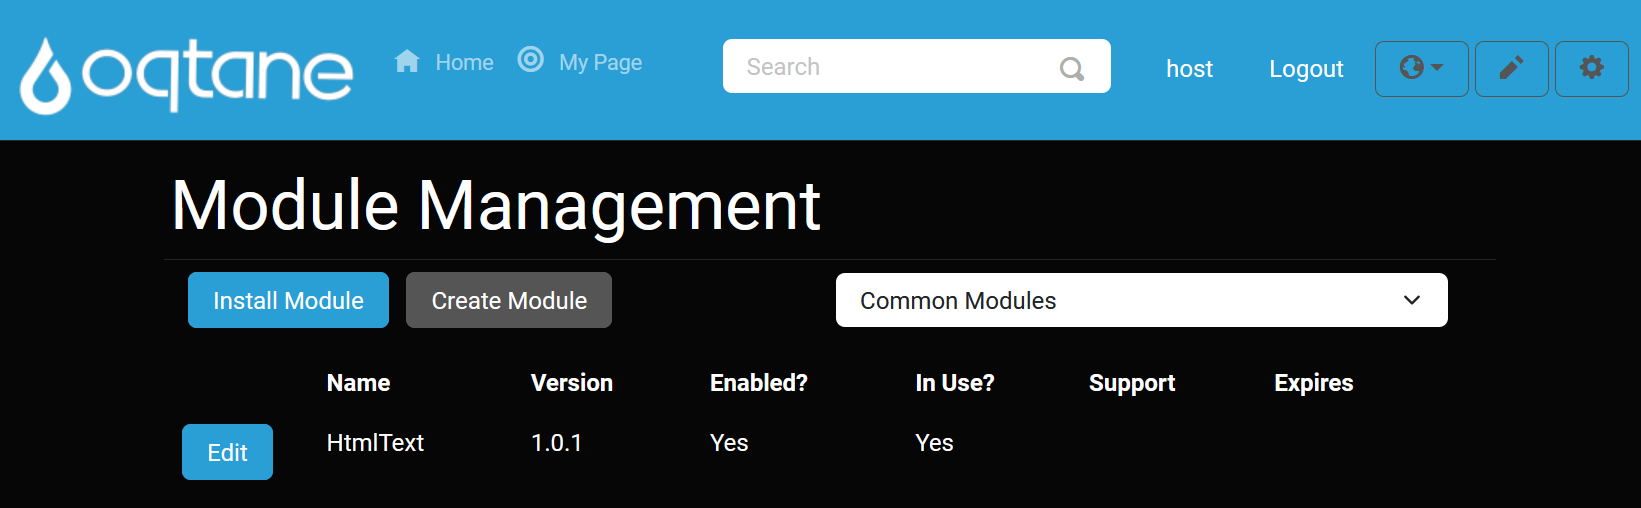 oqtane Home My Page Search host Logout
Module Management
Install Module Create Module Common Modules
Name Version Enabled? In Use? Support Expires
Edit HtmlText 1.0.1 Yes Yes